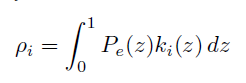 ρ_i = ∫_0^1 P_e(z)k_i(z) dz